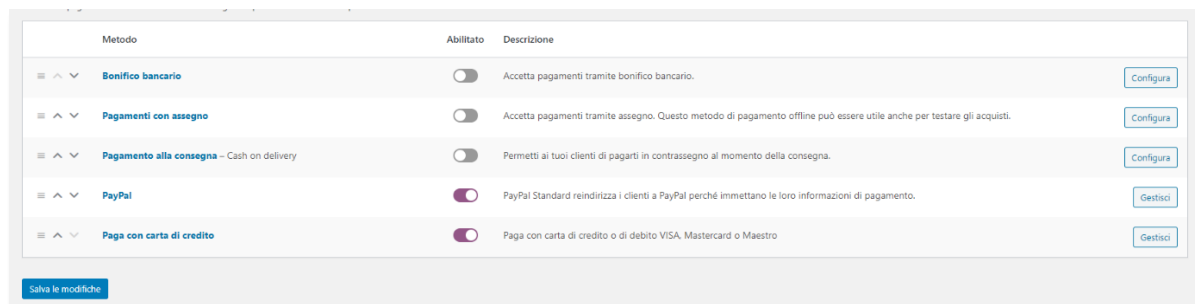 Metodo Abilitato Descrizione
Bonifico bancario Accetta pagamenti tramite bonifico bancario. Configura
Pagamenti con assegno Accetta pagamenti tramite assegno. Questo metodo di pagamento offline può essere utile anche per testare gli acquisti. Configura
Pagamento alla consegna – Cash on delivery Permetti ai tuoi clienti di pagarti in contrassegno al momento della consegna. Configura
PayPal PayPal Standard reindirizza i clienti a PayPal perché immettano le loro informazioni di pagamento. Gestisci
Paga con carta di credito Paga con carta di credito o di debito VISA, Mastercard o Maestro Gestisci
Salva le modifiche